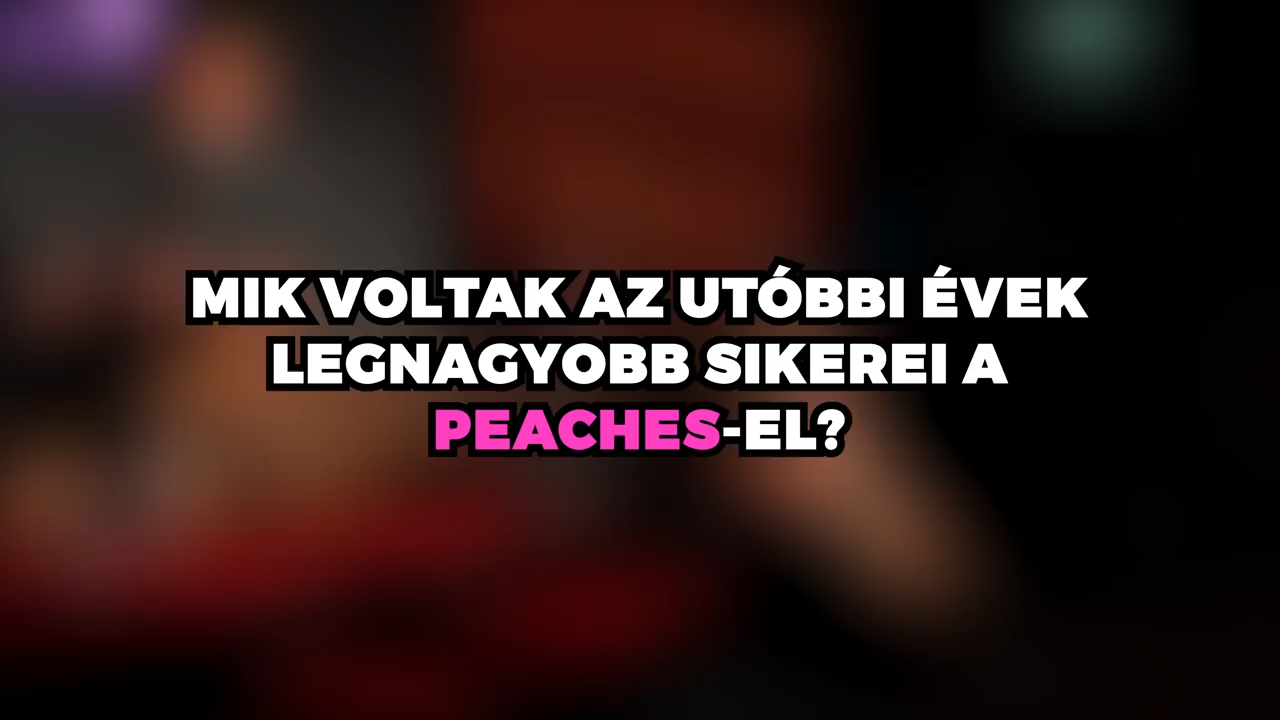 MIK VOLTAK AZ UTÓBBI ÉVEK
LEGNAGYOBB SIKEREI A
PEACHES-EL?